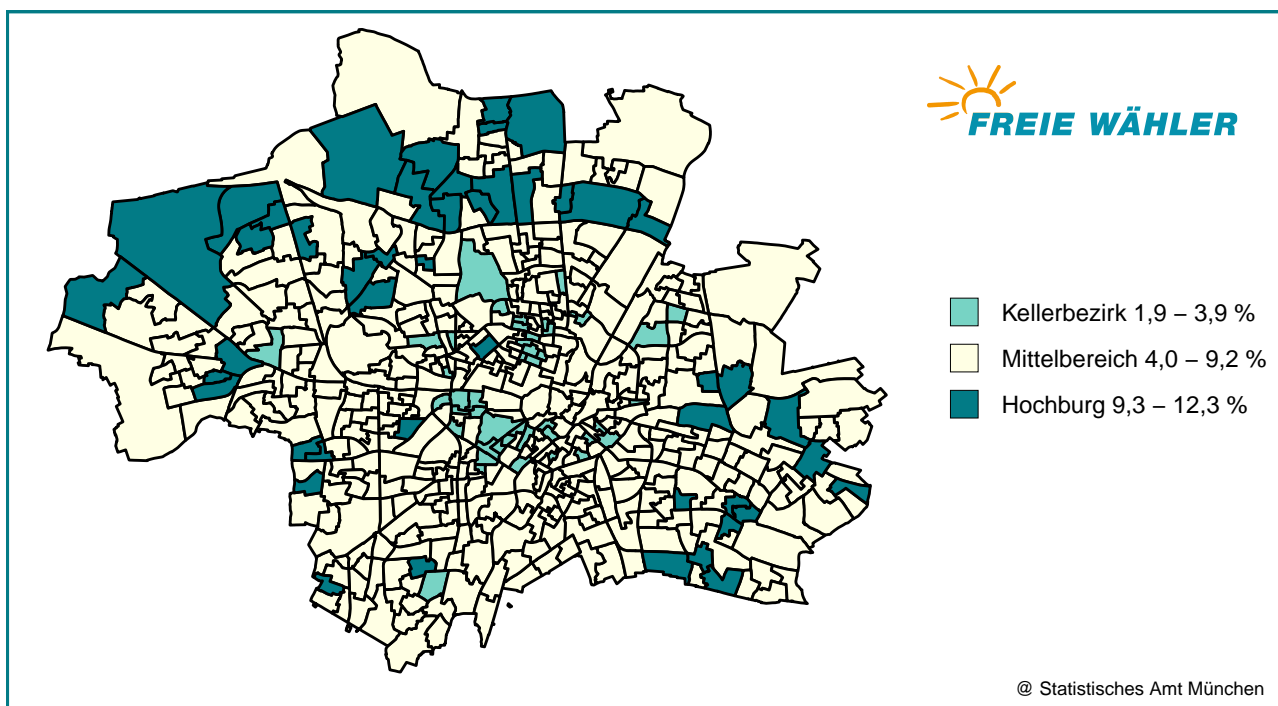 FREIE WÄHLER
Kellerbezirk 1,9 – 3,9 %
Mittelbereich 4,0 – 9,2 %
Hochburg 9,3 – 12,3 %
@ Statistisches Amt München